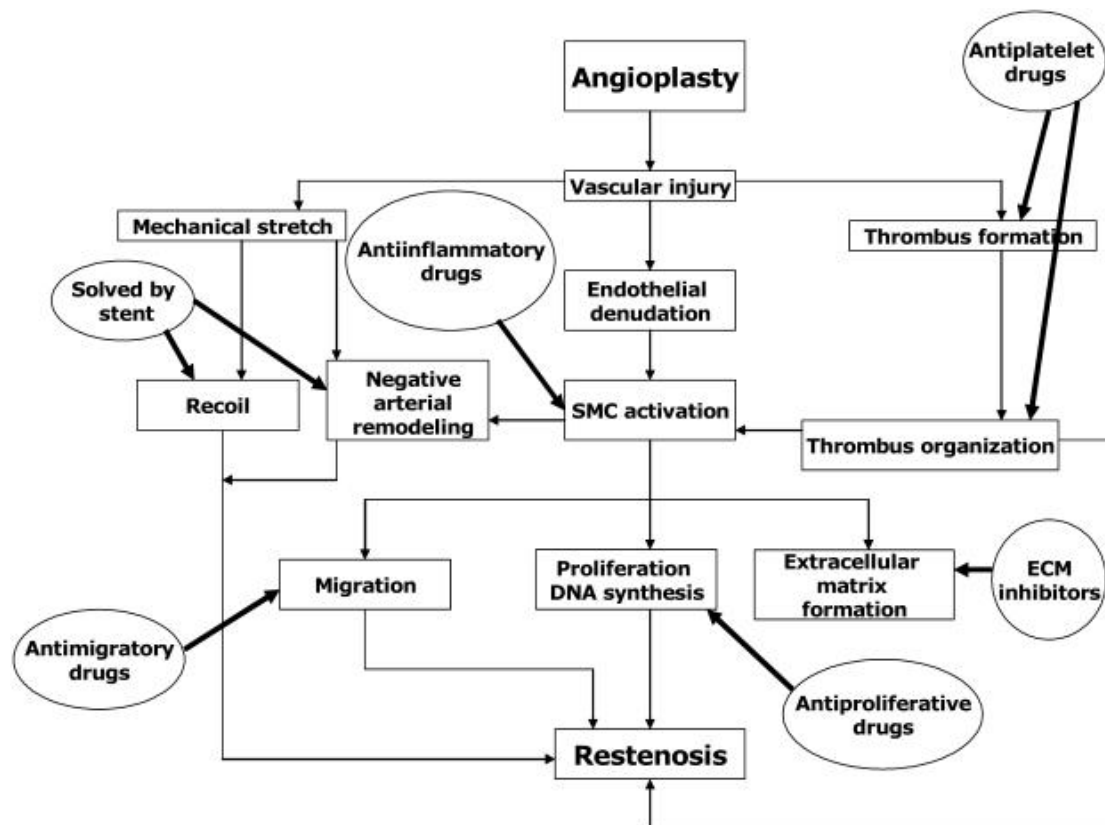 Angioplasty
Antiplatelet
drugs
Vascular injury
Mechanical stretch
Antiinflammatory
drugs
Thrombus formation
Solved by
stent
Endothelial
denudation
Recoil
Negative
arterial
remodeling
SMC activation
Thrombus organization
Migration
Proliferation
DNA synthesis
Extracellular
matrix
formation
ECM
inhibitors
Antimigratory
drugs
Antiproliferative
drugs
Restenosis